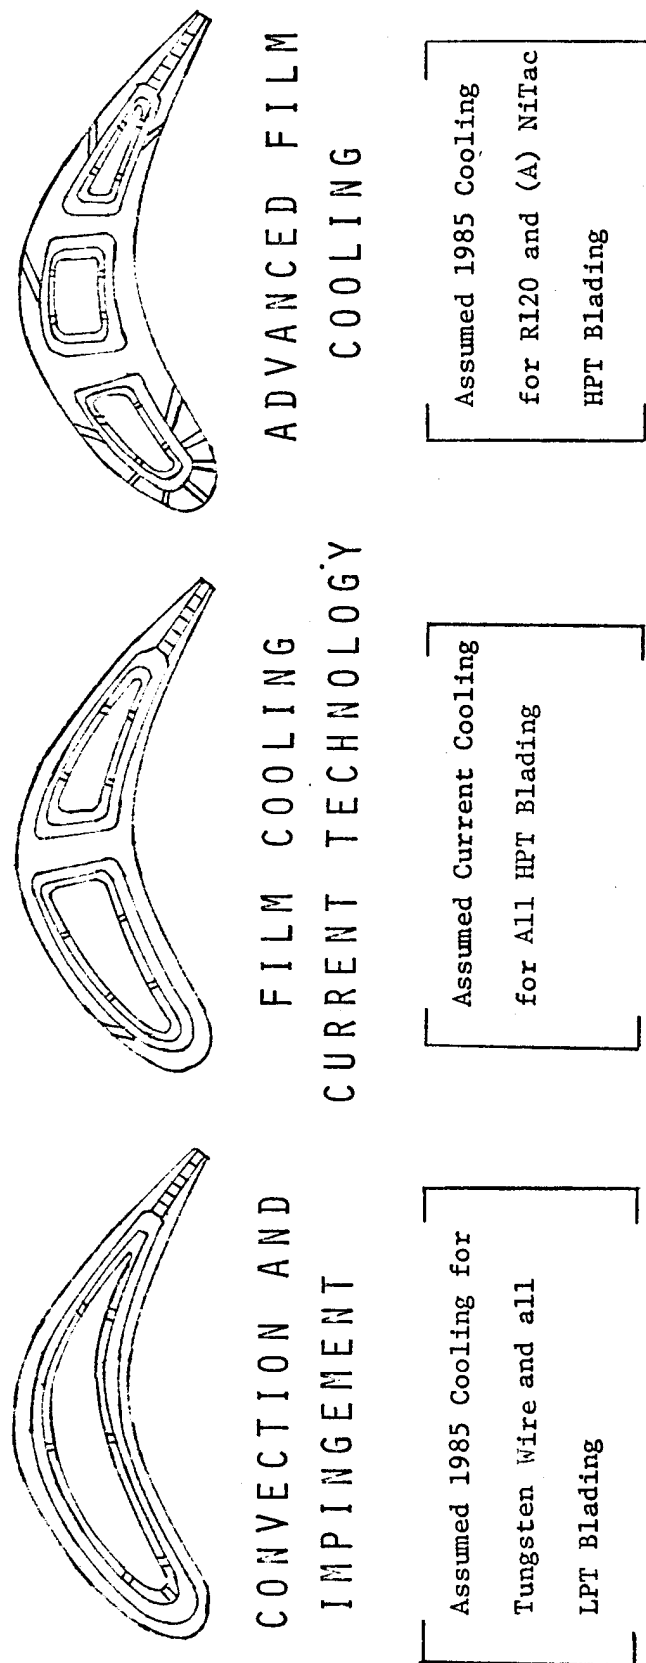 CONVECTION AND
IMPINGEMENT
Assumed 1985 Cooling for
Tungsten Wire and all
LPT Blading
FILM COOLING
CURRENT TECHNOLOGY
Assumed Current Cooling
for All HPT Blading
ADVANCED FILM
COOLING
Assumed 1985 Cooling
for R120 and (A) NiTac
HPT Blading